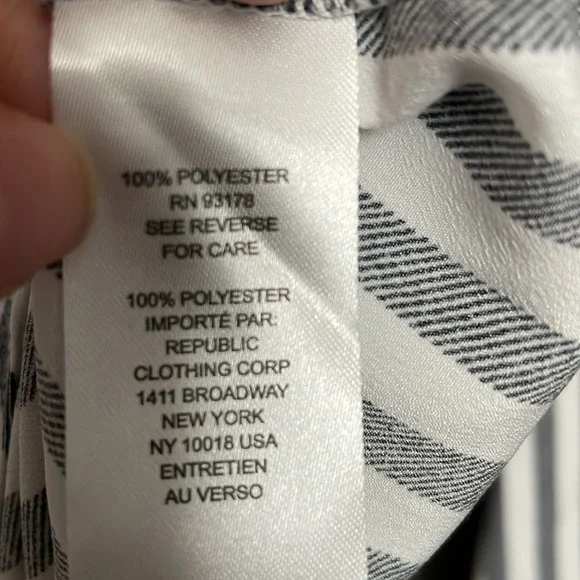 100% POLYESTER
RN 93178
SEE REVERSE
FOR CARE
100% POLYESTER
IMPORTÉ PAR:
REPUBLIC
CLOTHING CORP
1411 BROADWAY
NEW YORK
NY 10018 USA
ENTRETIEN
AU VERSO